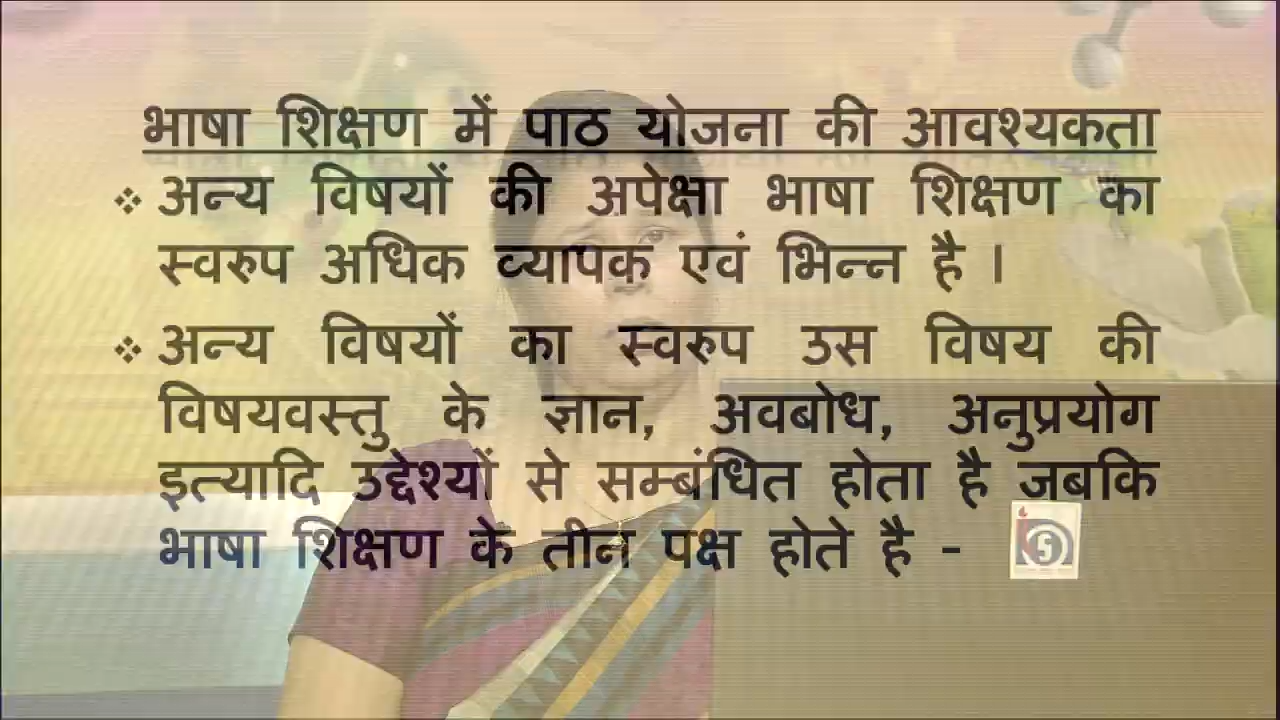 भाषा शिक्षण में पाठ योजना की आवश्यकता
❖ अन्य विषयों की अपेक्षा भाषा शिक्षण का
स्वरुप अधिक व्यापक एवं भिन्न है ।
❖ अन्य विषयों का स्वरुप उस विषय की
विषयवस्तु के ज्ञान, अवबोध, अनुप्रयोग
इत्यादि उद्देश्यों से सम्बंधित होता है जबकि
भाषा शिक्षण के तीन पक्ष होते है -